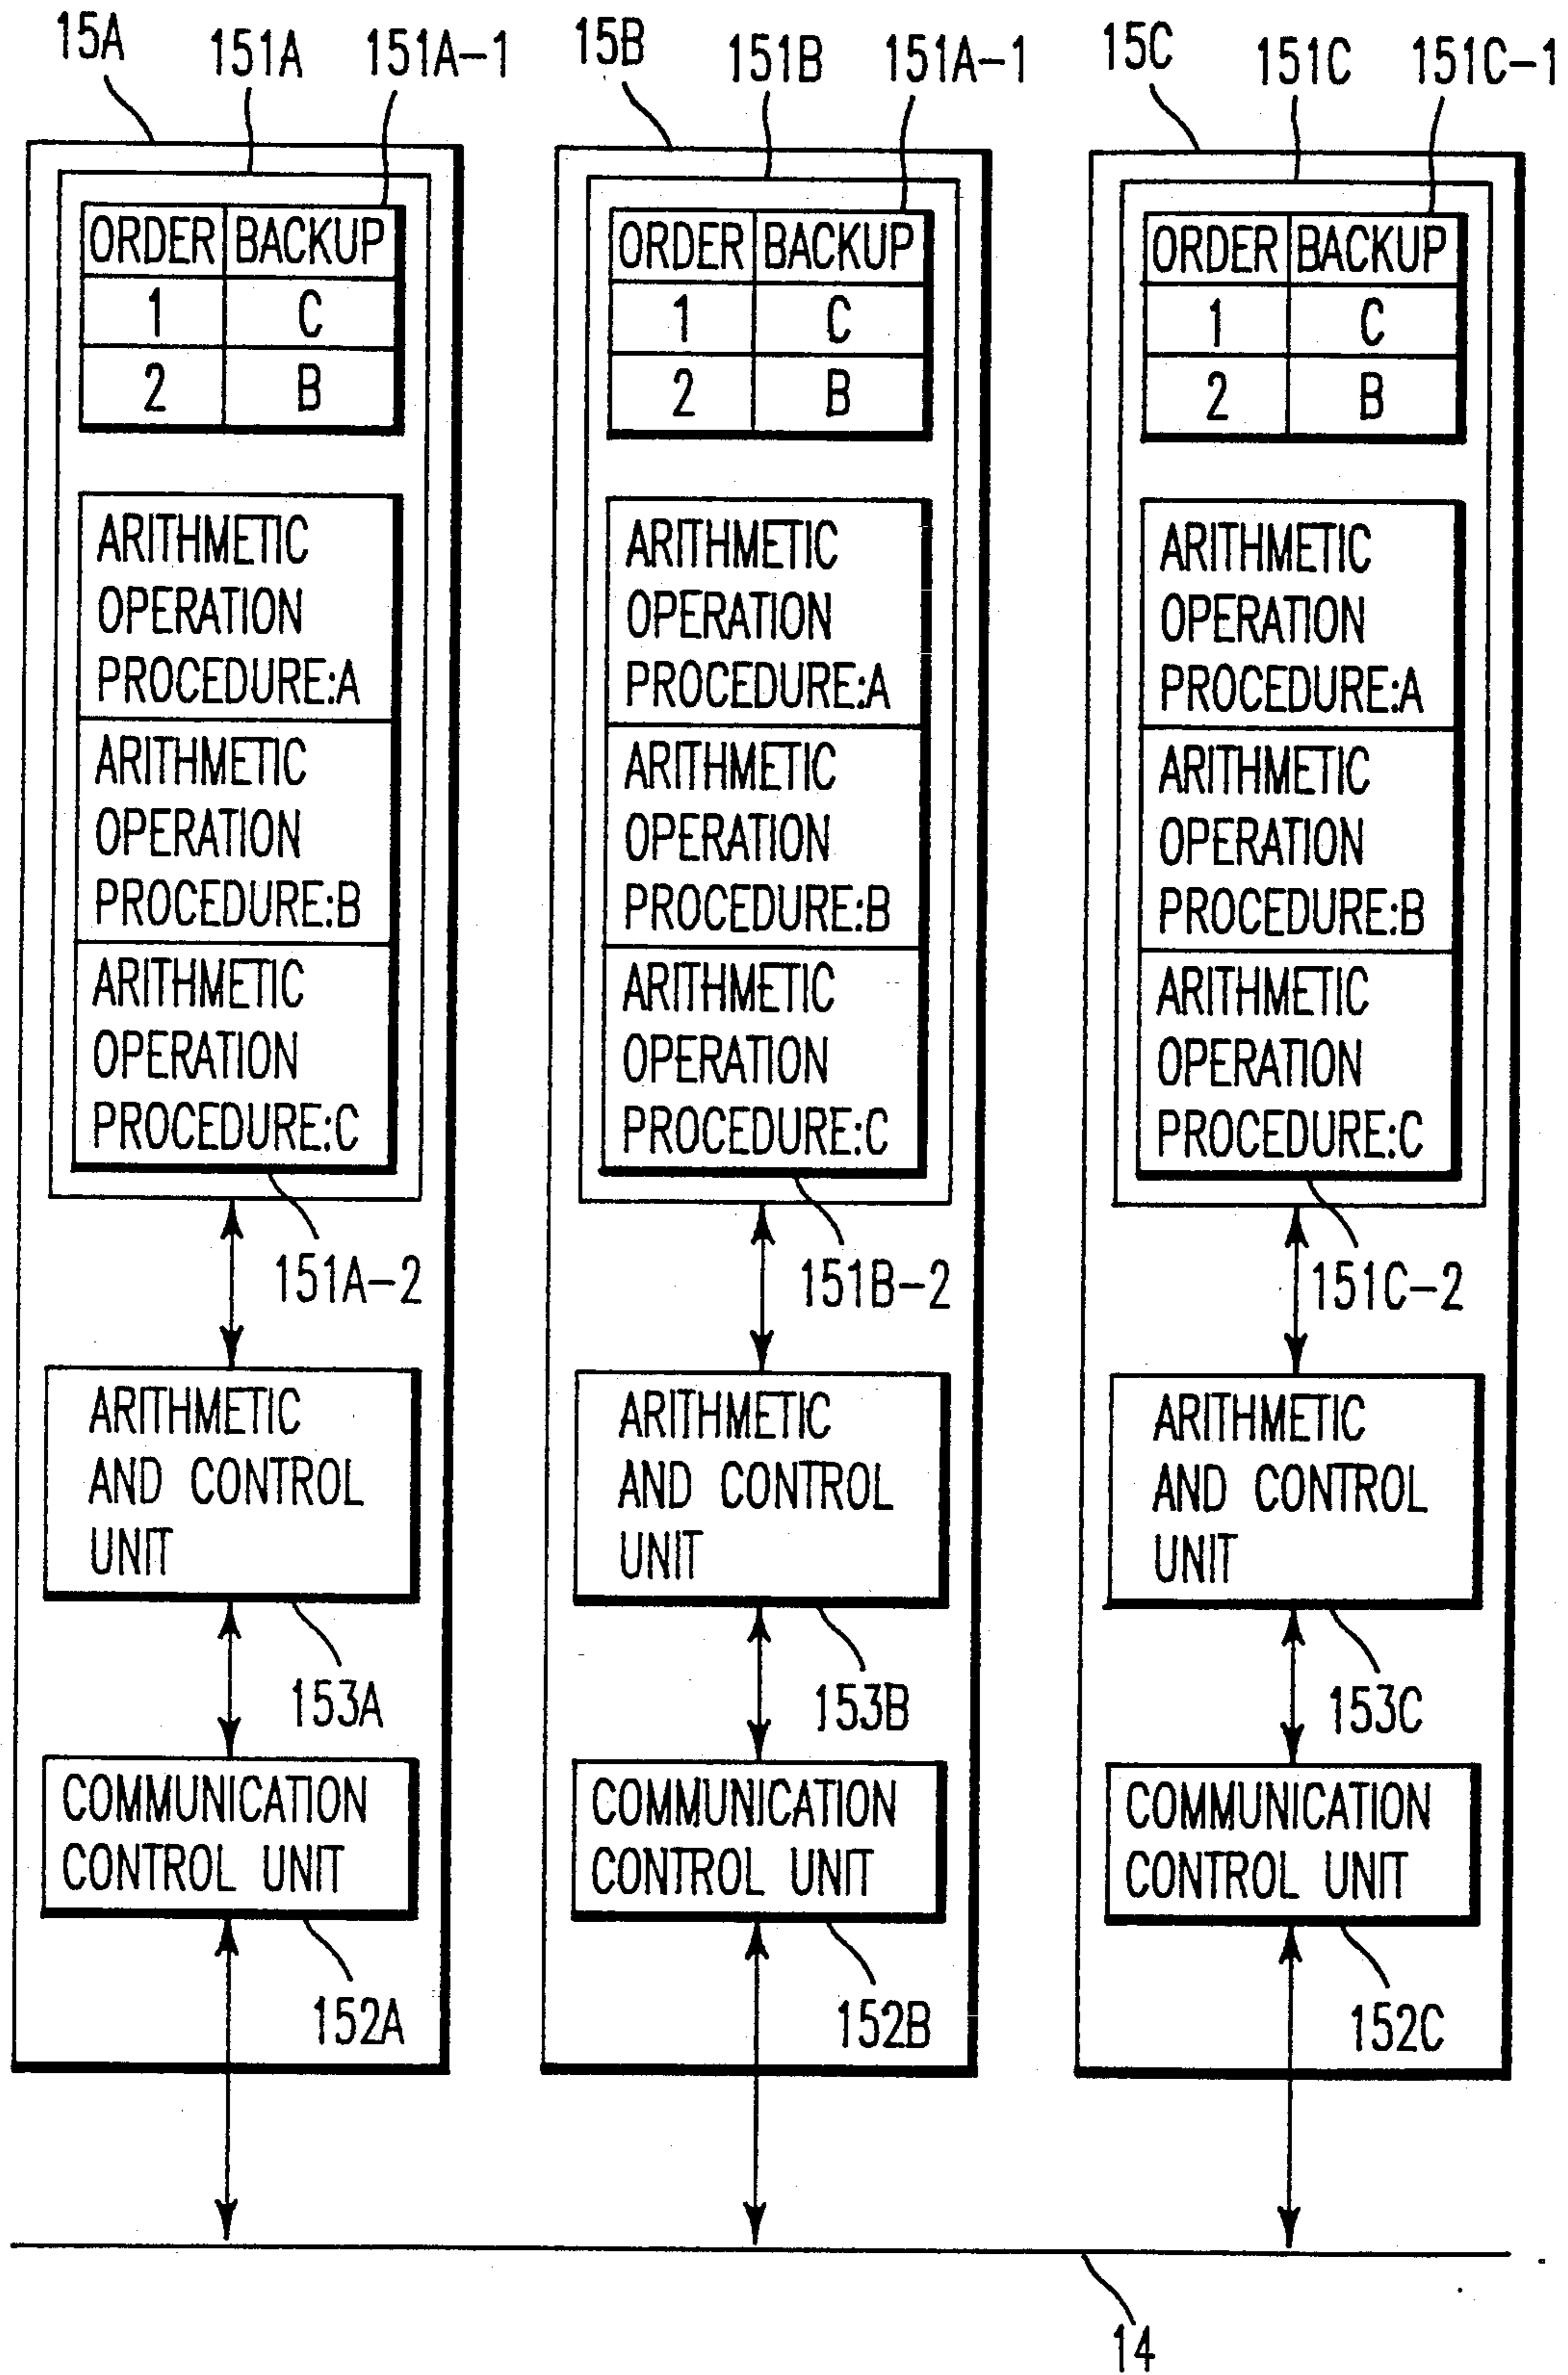 15A
151A
151A-1
15B
151B
151A-1
15C
151C
151C-1
ORDER BACKUP
1 C
2 B
ARITHMETIC
OPERATION
PROCEDURE:A
ARITHMETIC
OPERATION
PROCEDURE:B
ARITHMETIC
OPERATION
PROCEDURE:C
151A-2
ARITHMETIC
AND CONTROL
UNIT
153A
COMMUNICATION
CONTROL UNIT
152A
ORDER BACKUP
1 C
2 B
ARITHMETIC
OPERATION
PROCEDURE:A
ARITHMETIC
OPERATION
PROCEDURE:B
ARITHMETIC
OPERATION
PROCEDURE:C
151B-2
ARITHMETIC
AND CONTROL
UNIT
153B
COMMUNICATION
CONTROL UNIT
152B
ORDER BACKUP
1 C
2 B
ARITHMETIC
OPERATION
PROCEDURE:A
ARITHMETIC
OPERATION
PROCEDURE:B
ARITHMETIC
OPERATION
PROCEDURE:C
151C-2
ARITHMETIC
AND CONTROL
UNIT
153C
COMMUNICATION
CONTROL UNIT
152C
14